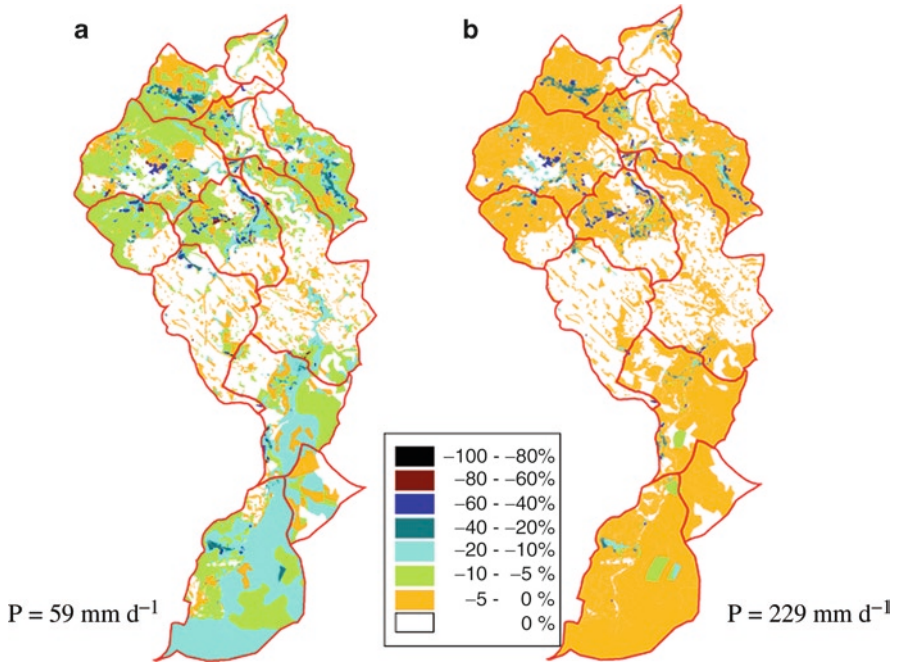 a
b
−100 - −80%
−80 - −60%
−60 - −40%
−40 - −20%
−20 - −10%
−10 - −5 %
−5 - 0 %
0 %
P = 59 mm d−1
P = 229 mm d−1